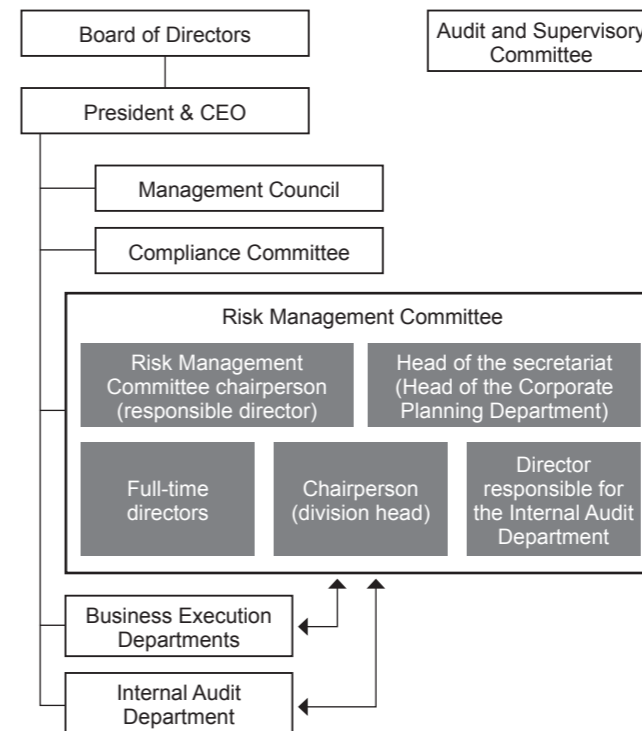 Board of Directors
Audit and Supervisory
Committee
President & CEO
Management Council
Compliance Committee
Risk Management Committee
Risk Management
Committee chairperson
(responsible director)
Head of the secretariat
(Head of the Corporate
Planning Department)
Full-time
directors
Chairperson
(division head)
Director
responsible for
the Internal Audit
Department
Business Execution
Departments
Internal Audit
Department